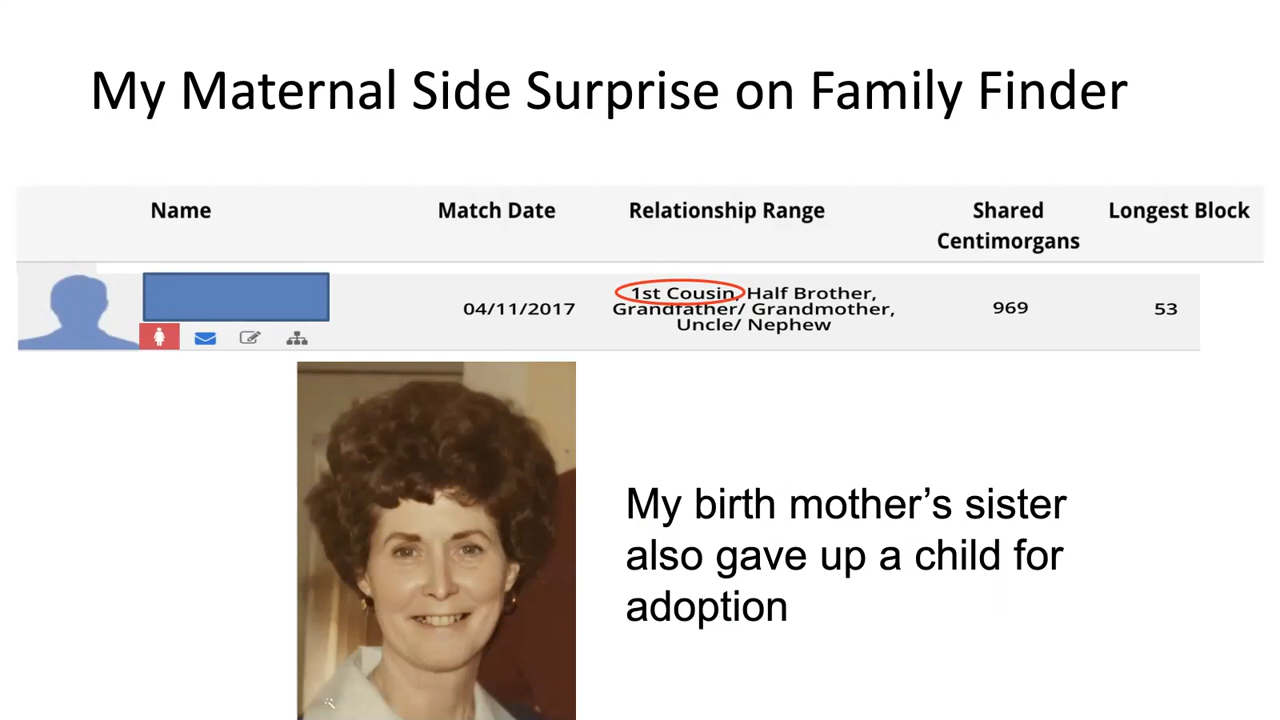 My Maternal Side Surprise on Family Finder
Name Match Date Relationship Range Shared Centimorgans Longest Block
04/11/2017 1st Cousin, Half Brother, 969 53
Grandfather/ Grandmother,
Uncle/ Nephew
My birth mother’s sister
also gave up a child for
adoption